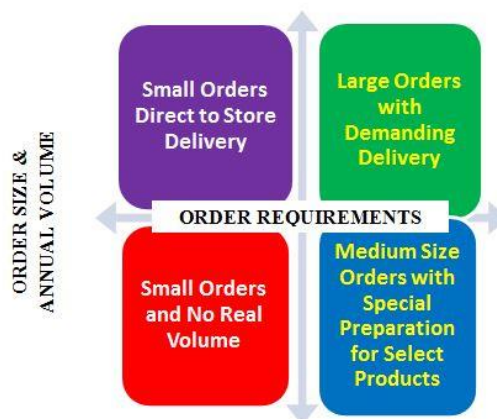 Small Orders
Direct to Store
Delivery
Large Orders
with
Demanding
Delivery
ORDER SIZE &
ANNUAL VOLUME
ORDER REQUIREMENTS
Small Orders
and No Real
Volume
Medium Size
Orders with
Special
Preparation
for Select
Products